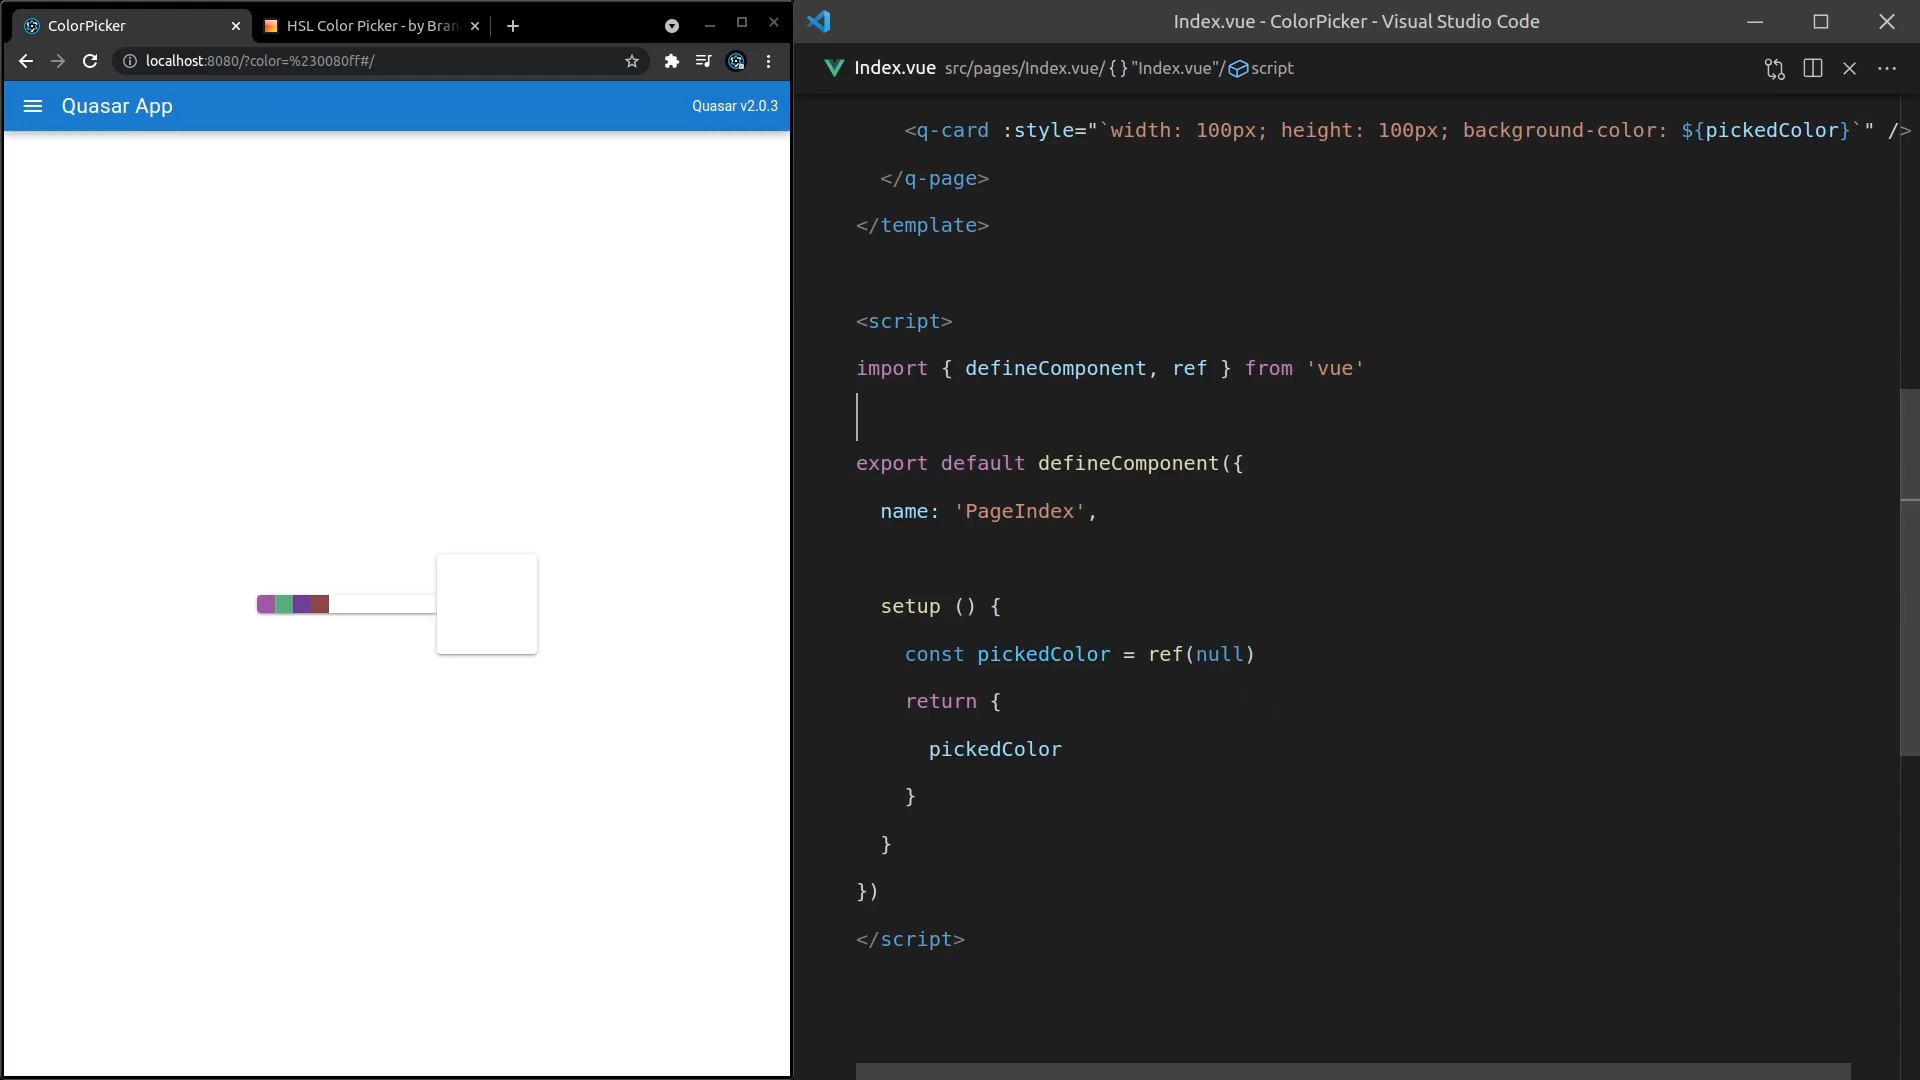 ColorPicker
HSL Color Picker - by Bran
localhost:8080/?color=%230080ff#/
Quasar App
Quasar v2.0.3
Index.vue - ColorPicker - Visual Studio Code
Index.vue src/pages/Index.vue/ {} "Index.vue"/ script
<q-card :style="`width: 100px; height: 100px; background-color: ${pickedColor}`" />
</q-page>
</template>
<script>
import { defineComponent, ref } from 'vue'
export default defineComponent({
name: 'PageIndex',
setup () {
const pickedColor = ref(null)
return {
pickedColor
}
}
})
</script>